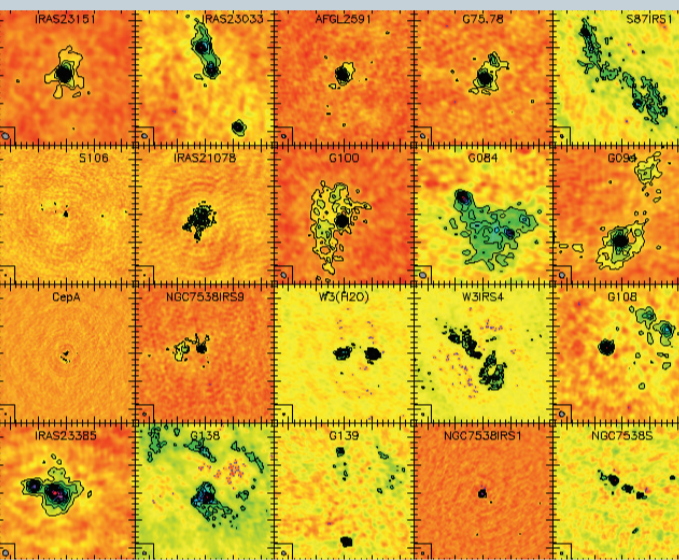 IRAS23151
IRAS23033
AFGL2591
G75.78
S87IRS1
S106
IRAS21078
G100
G084
G094
CepA
NGC7538IRS9
W3(H2O)
W3IRS4
G108
IRAS23385
G138
G139
NGC7538IRS1
NGC7538S